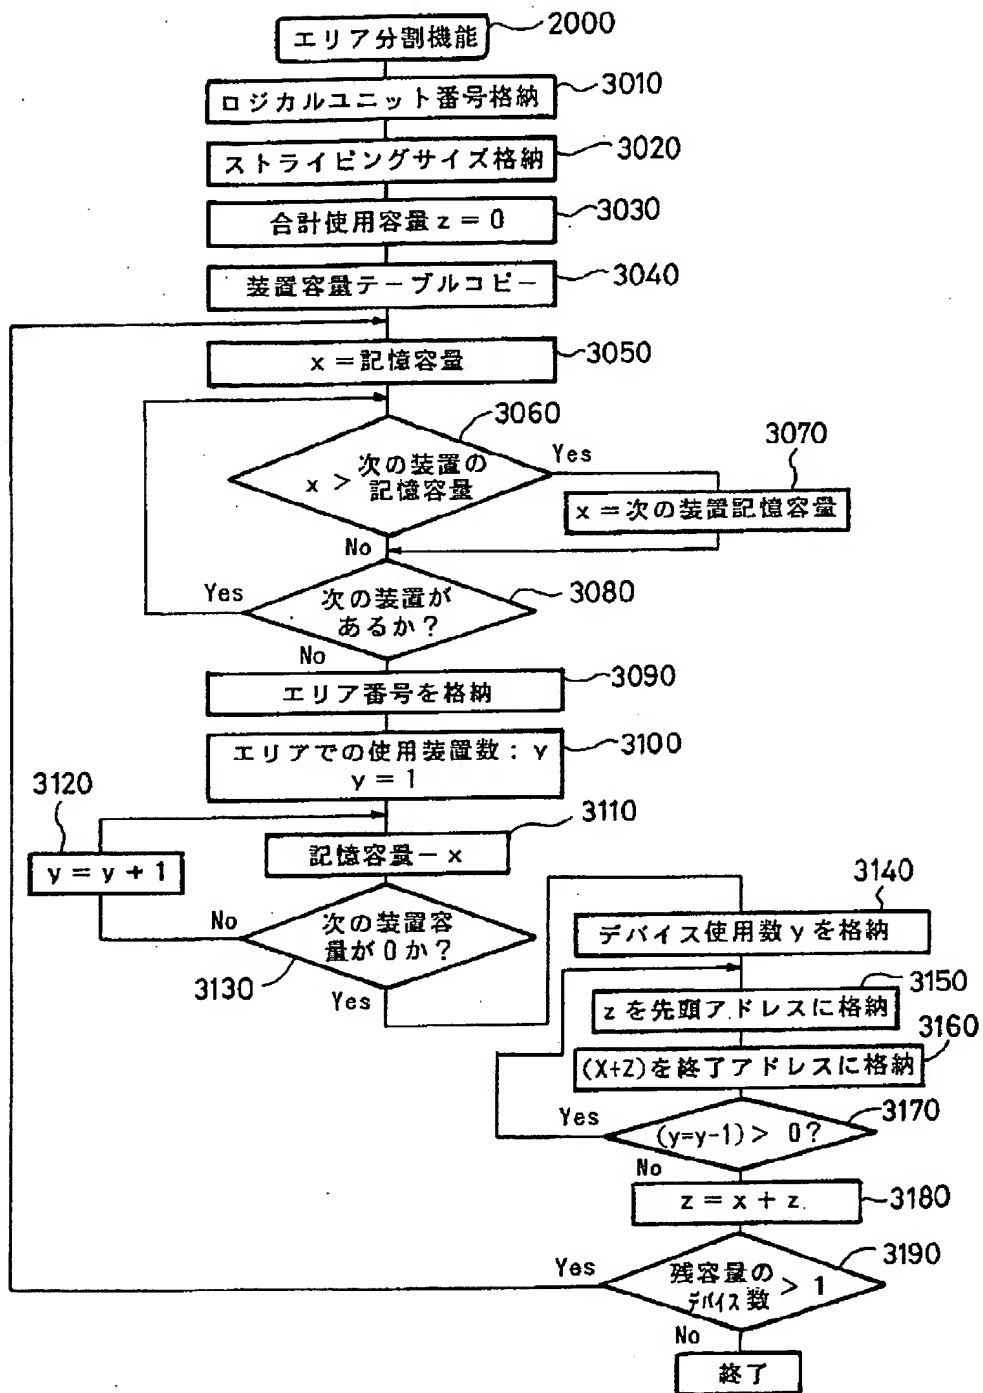 エリア分割機能
2000
ロジカルユニット番号格納
3010
ストライピングサイズ格納
3020
合計使用容量z=0
3030
装置容量テーブルコピー
3040
x=記憶容量
3050
3060
x > 次の装置の
記憶容量
Yes
3070
x=次の装置記憶容量
No
Yes
次の装置が
あるか?
3080
No
エリア番号を格納
3090
エリアでの使用装置数:y
y=1
3100
3120
y=y+1
3110
記憶容量-x
No
次の装置容
量が0か?
3130
Yes
3140
デバイス使用数yを格納
3150
zを先頭アドレスに格納
3160
(X+Z)を終了アドレスに格納
Yes
(y=y-1)> 0?
3170
No
z=x+z.
3180
Yes
3190
残容量の
デバイス数 > 1
No
終了